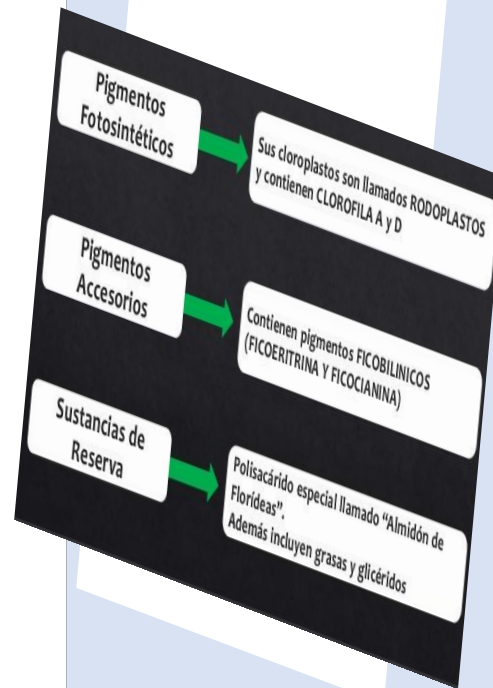 Pigmentos
Fotosintéticos
Sus cloroplastos son llamados RODOPLASTOS
y contienen CLOROFILA A y D
Pigmentos
Accesorios
Contienen pigmentos FICOBILINICOS
(FICOERITRINA Y FICOCIANINA)
Sustancias de
Reserva
Polisacárido especial llamado “Almidón de
Florídeas”.
Además incluyen grasas y glicéridos